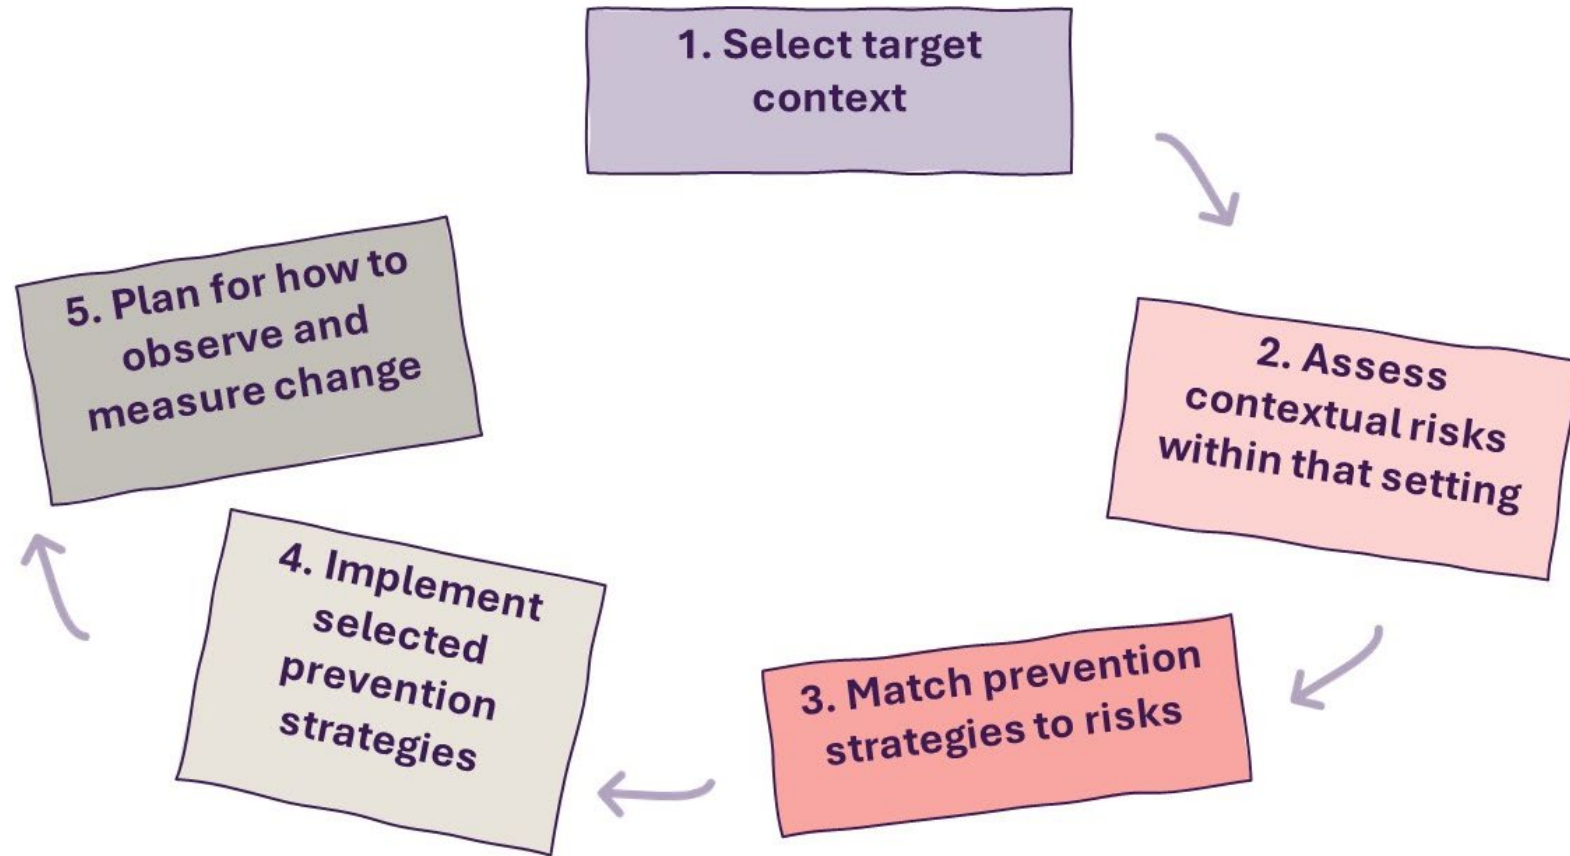 1. Select target
context
2. Assess
contextual risks
within that setting
3. Match prevention
strategies to risks
4. Implement
selected
prevention
strategies
5. Plan for how to
observe and
measure change